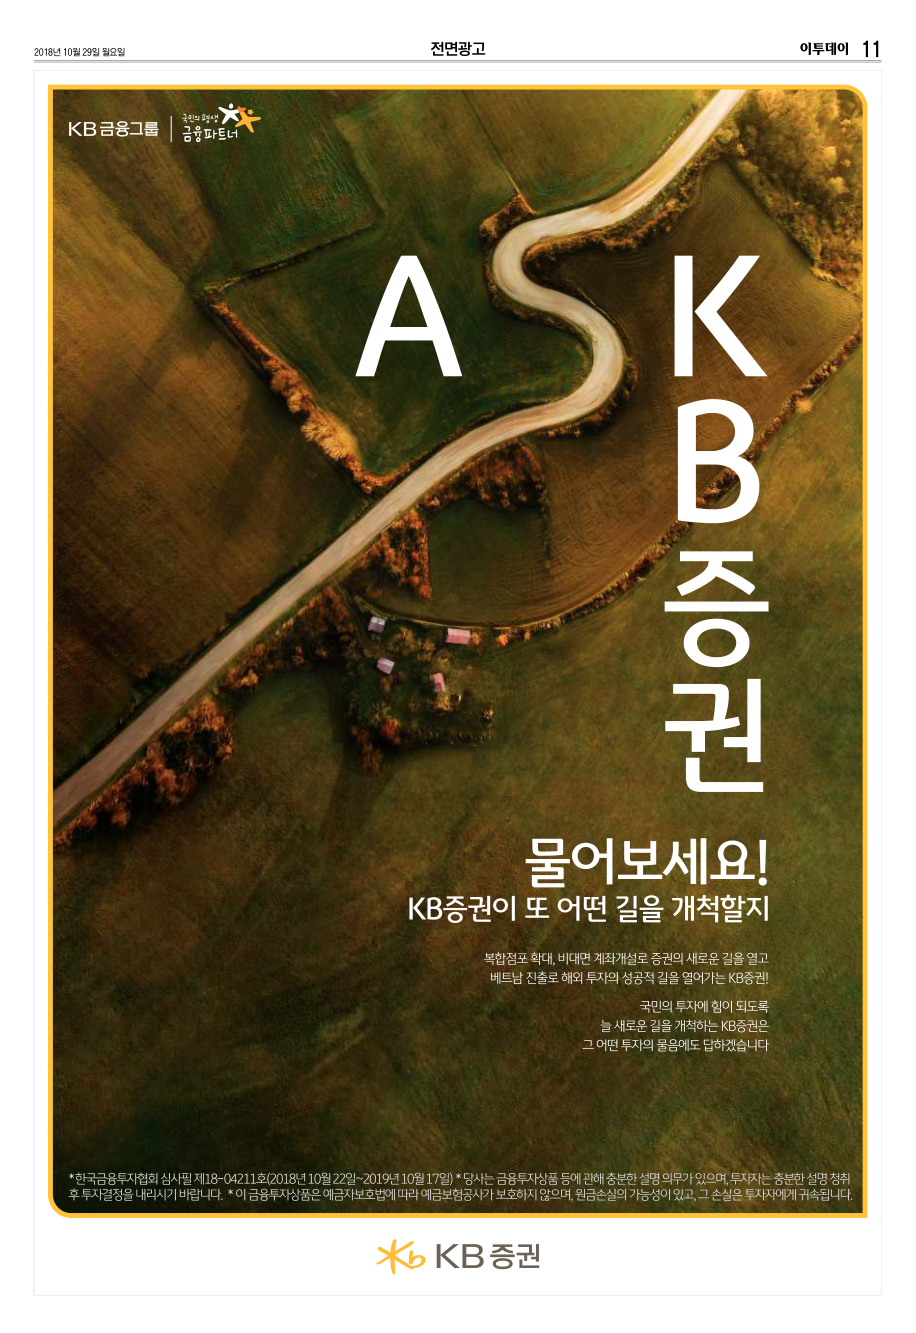 2018년 10월 29일 월요일
전면광고
이투데이 11
KB금융그룹
국민의 평생
금융파트너
A K
B
증
권
물어보세요!
KB증권이 또 어떤 길을 개척할지
복합점포 확대, 비대면 계좌개설로 증권의 새로운 길을 열고
베트남 진출로 해외 투자의 성공적 길을 열어가는 KB증권!
국민의 투자에 힘이 되도록
늘 새로운 길을 개척하는 KB증권은
그 어떤 투자의 물음에도 답하겠습니다
*한국금융투자협회 심사필 제18-04211호(2018년 10월 22일~2019년 10월 17일) *당사는 금융투자상품 등에 관해 충분한 설명 의무가 있으며, 투자자는 충분한 설명 청취
후 투자결정을 내리시기 바랍니다. *이 금융투자상품은 예금자보호법에 따라 예금보험공사가 보호하지 않으며, 원금손실의 가능성이 있고, 그 손실은 투자자에게 귀속됩니다.
KB증권